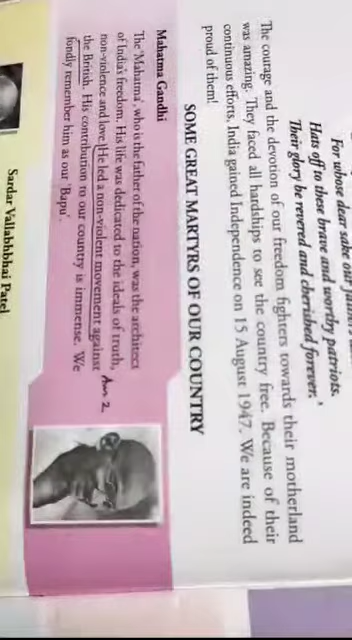 For whose dear sake our
Hats off to these brave and worthy patriots.
Their glory be revered and cherished forever.'
The courage and the devotion of our freedom fighters towards their motherland
was amazing. They faced all hardships to see the country free. Because of their
continuous efforts, India gained Independence on 15 August 1947. We are indeed
proud of them!
SOME GREAT MARTYRS OF OUR COUNTRY
Mahatma Gandhi
The 'Mahatma', who is the father of the nation, was the architect
of India's freedom. His life was dedicated to the ideals of truth,
non-violence and love. He led a non-violent movement against
Ans 2
the British. His contribution to our country is immense. We
fondly remember him as our 'Bapu'.
Sardar Vallabhbhai Patel